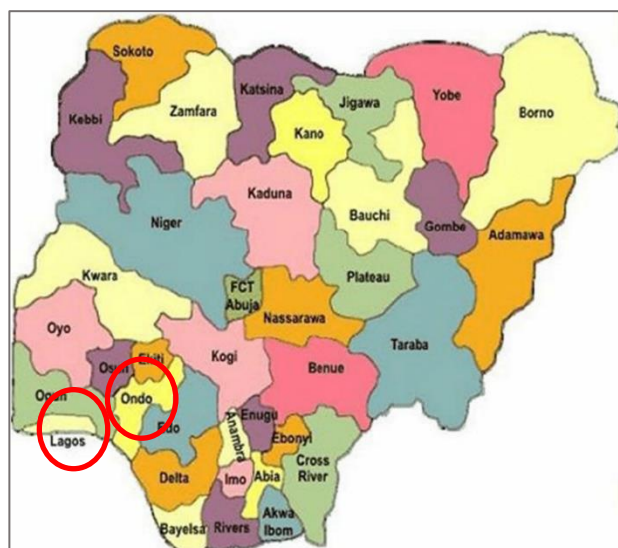 Sokoto
Katsina
Yobe
Borno
Jigawa
Zamfara
Kebbi
Kano
Kaduna
Bauchi
Gombe
Niger
Adamawa
Kwara
Plateau
FCT
Abuja
Nassarawa
Oyo
Taraba
Kogi
Ekiti
Osun
Benue
Ogun
Ondo
Enugu
Edo
Anambra
Ebonyi
Lagos
Cross
River
Delta
Imo
Abia
Akwa
Ibom
Bayelsa
Rivers